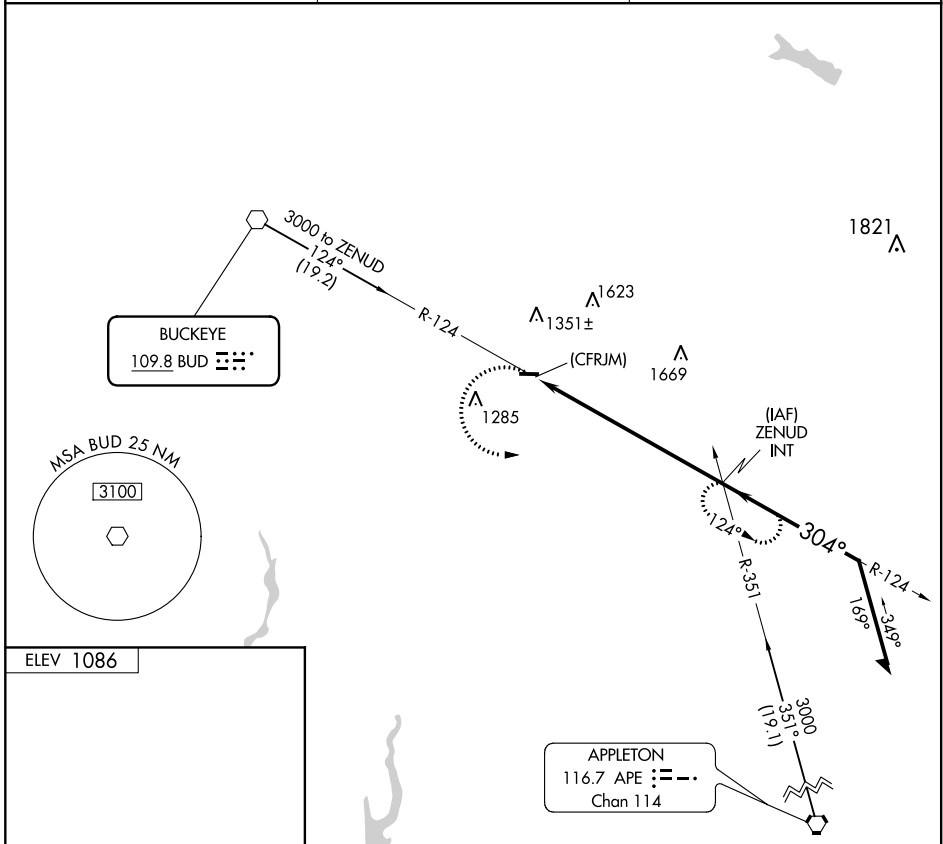 1821
3000 to ZENUD
124°
(19.2)
R-124
1623
1351±
BUCKEYE
109.8 BUD
(CFRJM)
1669
1285
(IAF)
ZENUD
INT
MSA BUD 25 NM
3100
124°
304°
R-124
R-351
169°
349°
ELEV 1086
3000
351°
(19.1)
APPLETON
116.7 APE
Chan 114